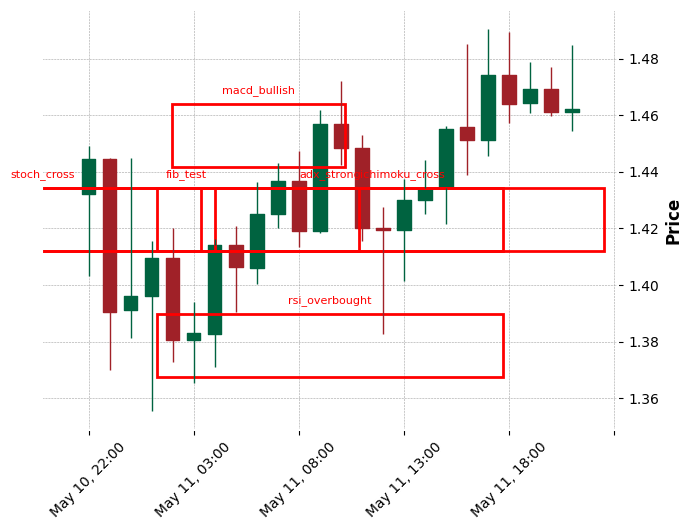 macd_bullish
stoch_cross
fib_test
rsi_overbought
1.48
1.46
1.44
1.42
1.40
1.38
1.36
Price
May 10, 22:00
May 11, 03:00
May 11, 08:00
May 11, 13:00
May 11, 18:00